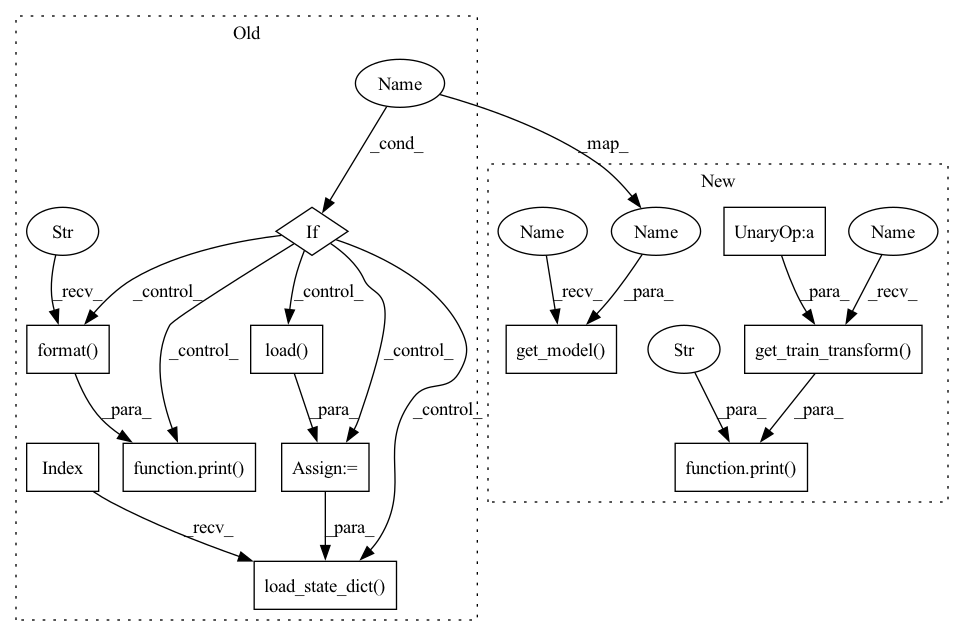 Old
Name
_cond_
_map_
New
Str
If
Name
Name
UnaryOp:a
Name
_recv_
_control_
_control_
_recv_
_para_
_para_
_recv_
format()
_control_
load()
_control_
get_model()
Str
get_train_transform()
_para_
_para_
_control_
_para_
_para_
Index
function.print()
Assign:=
function.print()
_recv_
_para_
load_state_dict()